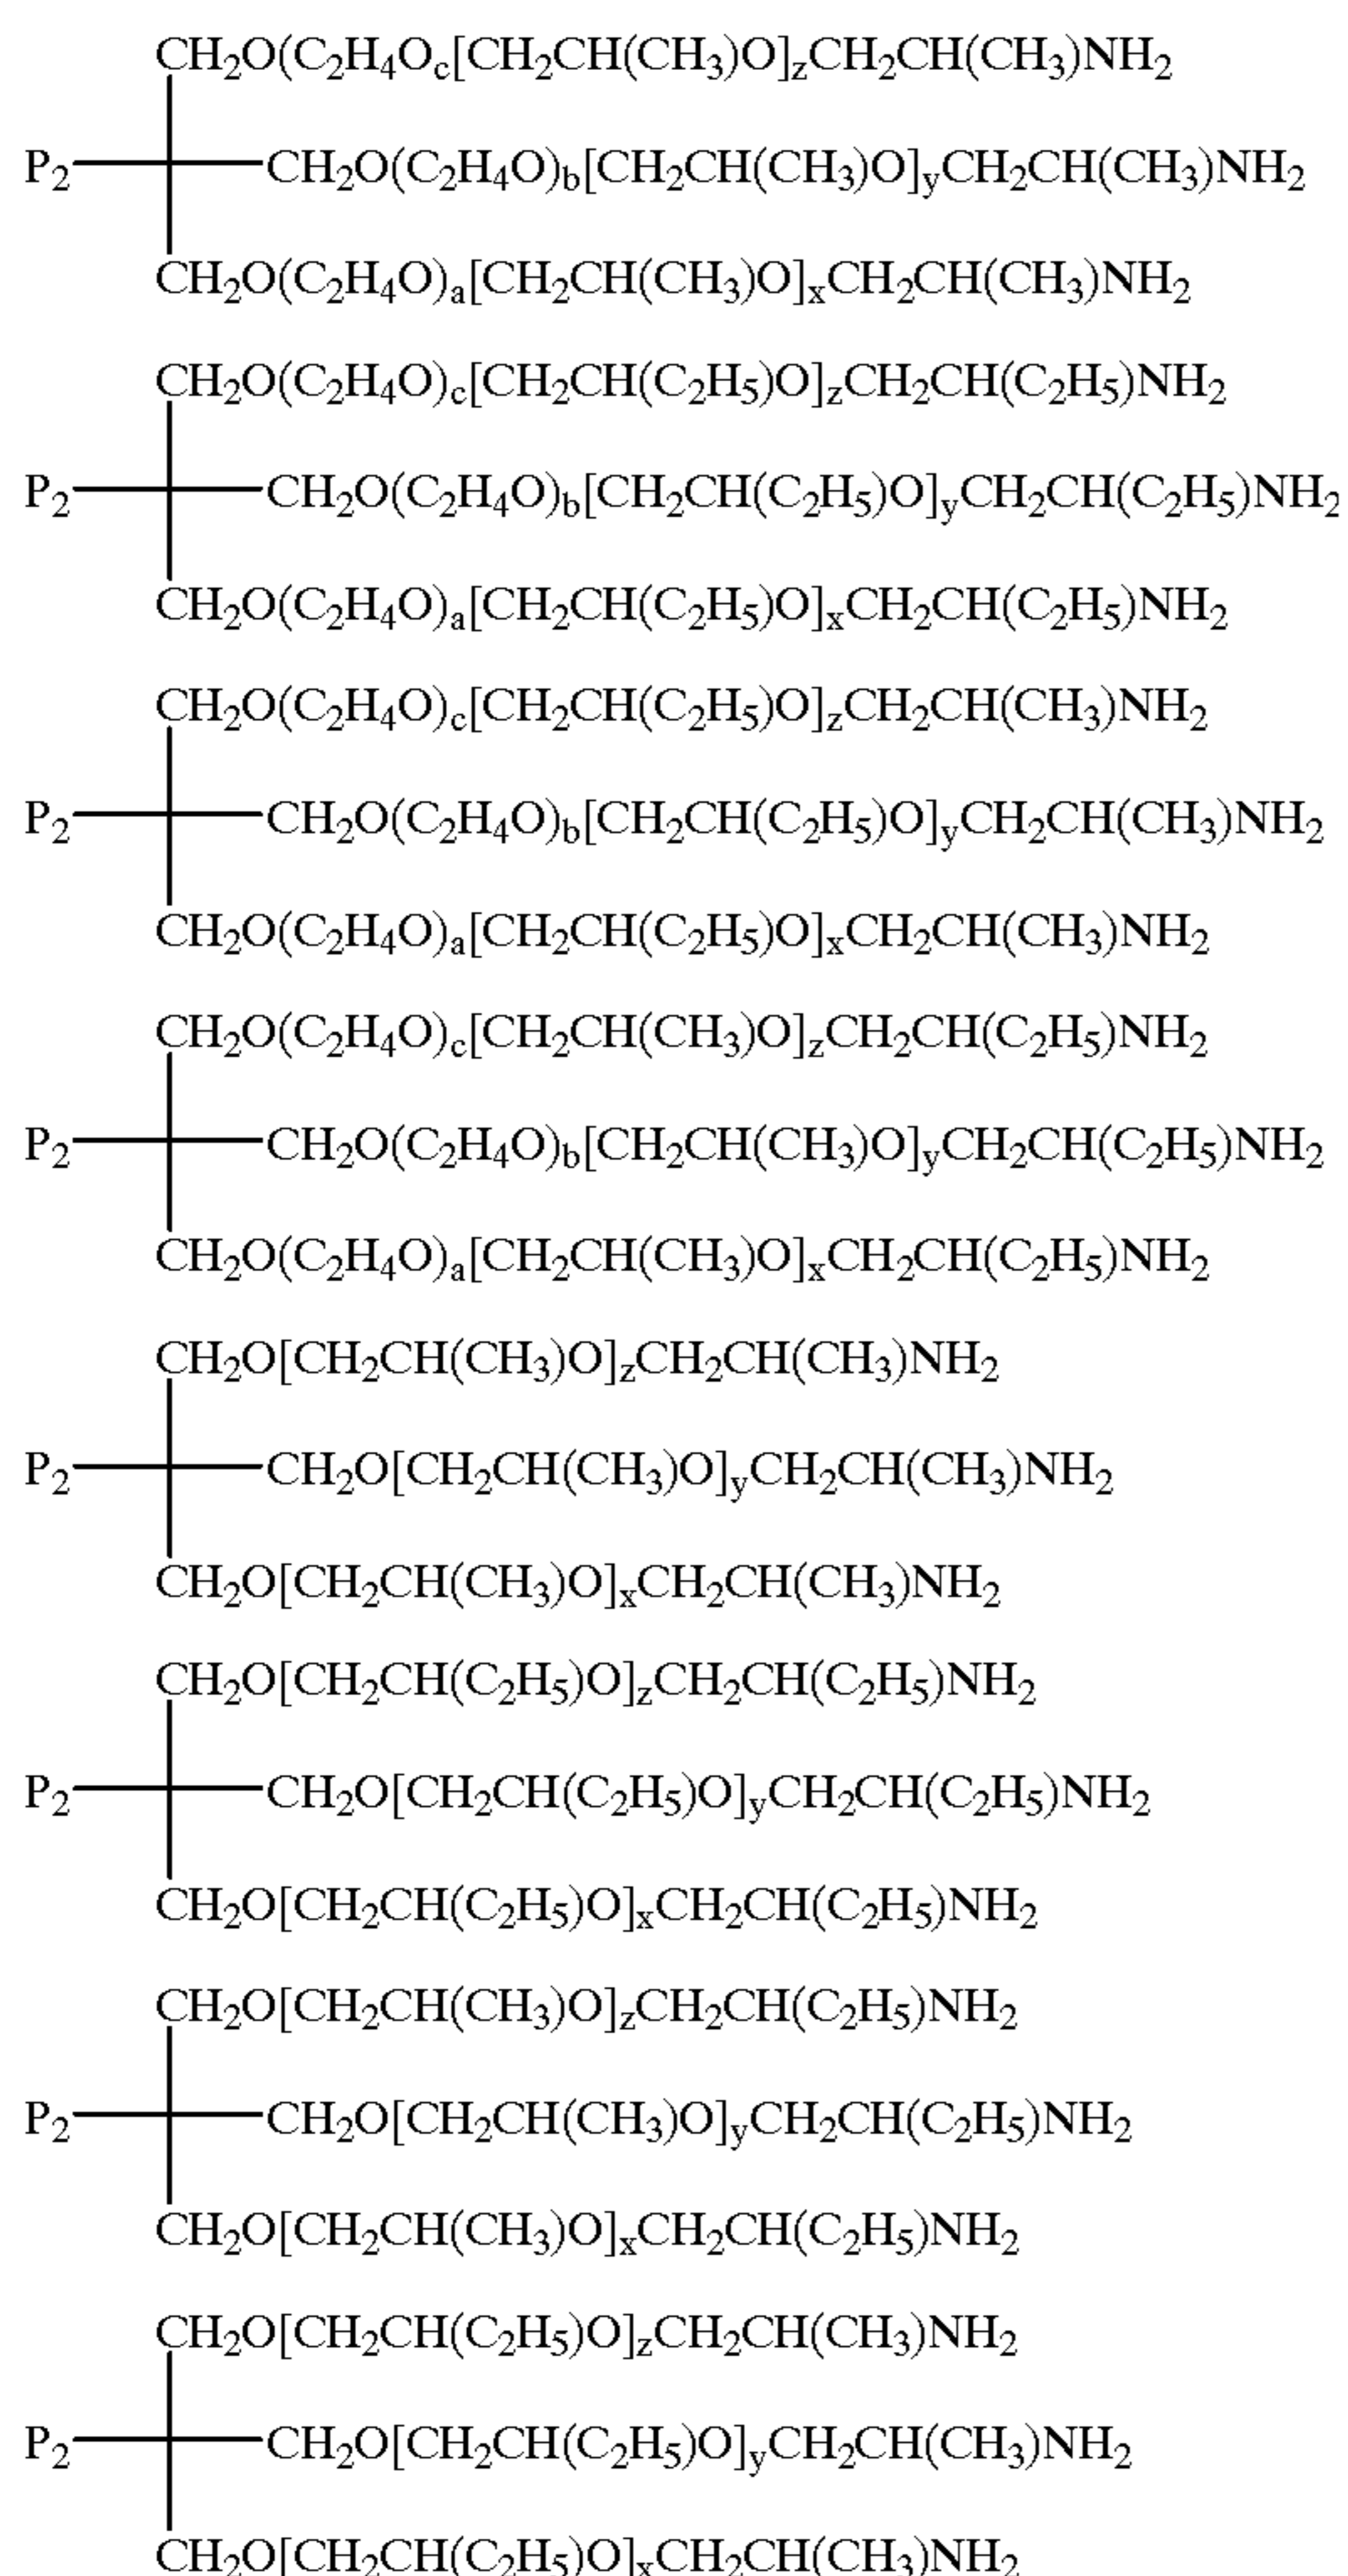 CH2O(C2H4Oc[CH2CH(CH3)O]zCH2CH(CH3)NH2
P2 CH2O(C2H4O)b[CH2CH(CH3)O]yCH2CH(CH3)NH2
CH2O(C2H4O)a[CH2CH(CH3)O]xCH2CH(CH3)NH2
CH2O(C2H4O)c[CH2CH(C2H5)O]zCH2CH(C2H5)NH2
P2 CH2O(C2H4O)b[CH2CH(C2H5)O]yCH2CH(C2H5)NH2
CH2O(C2H4O)a[CH2CH(C2H5)O]xCH2CH(C2H5)NH2
CH2O(C2H4O)c[CH2CH(C2H5)O]zCH2CH(CH3)NH2
P2 CH2O(C2H4O)b[CH2CH(C2H5)O]yCH2CH(CH3)NH2
CH2O(C2H4O)a[CH2CH(C2H5)O]xCH2CH(CH3)NH2
CH2O(C2H4O)c[CH2CH(CH3)O]zCH2CH(C2H5)NH2
P2 CH2O(C2H4O)b[CH2CH(CH3)O]yCH2CH(C2H5)NH2
CH2O(C2H4O)a[CH2CH(CH3)O]xCH2CH(C2H5)NH2
CH2O[CH2CH(CH3)O]zCH2CH(CH3)NH2
P2 CH2O[CH2CH(CH3)O]yCH2CH(CH3)NH2
CH2O[CH2CH(CH3)O]xCH2CH(CH3)NH2
CH2O[CH2CH(C2H5)O]zCH2CH(C2H5)NH2
P2 CH2O[CH2CH(C2H5)O]yCH2CH(C2H5)NH2
CH2O[CH2CH(C2H5)O]xCH2CH(C2H5)NH2
CH2O[CH2CH(CH3)O]zCH2CH(C2H5)NH2
P2 CH2O[CH2CH(CH3)O]yCH2CH(C2H5)NH2
CH2O[CH2CH(CH3)O]xCH2CH(C2H5)NH2
CH2O[CH2CH(C2H5)O]zCH2CH(CH3)NH2
P2 CH2O[CH2CH(C2H5)O]yCH2CH(CH3)NH2
CH2O[CH2CH(C2H5)O]xCH2CH(CH3)NH2